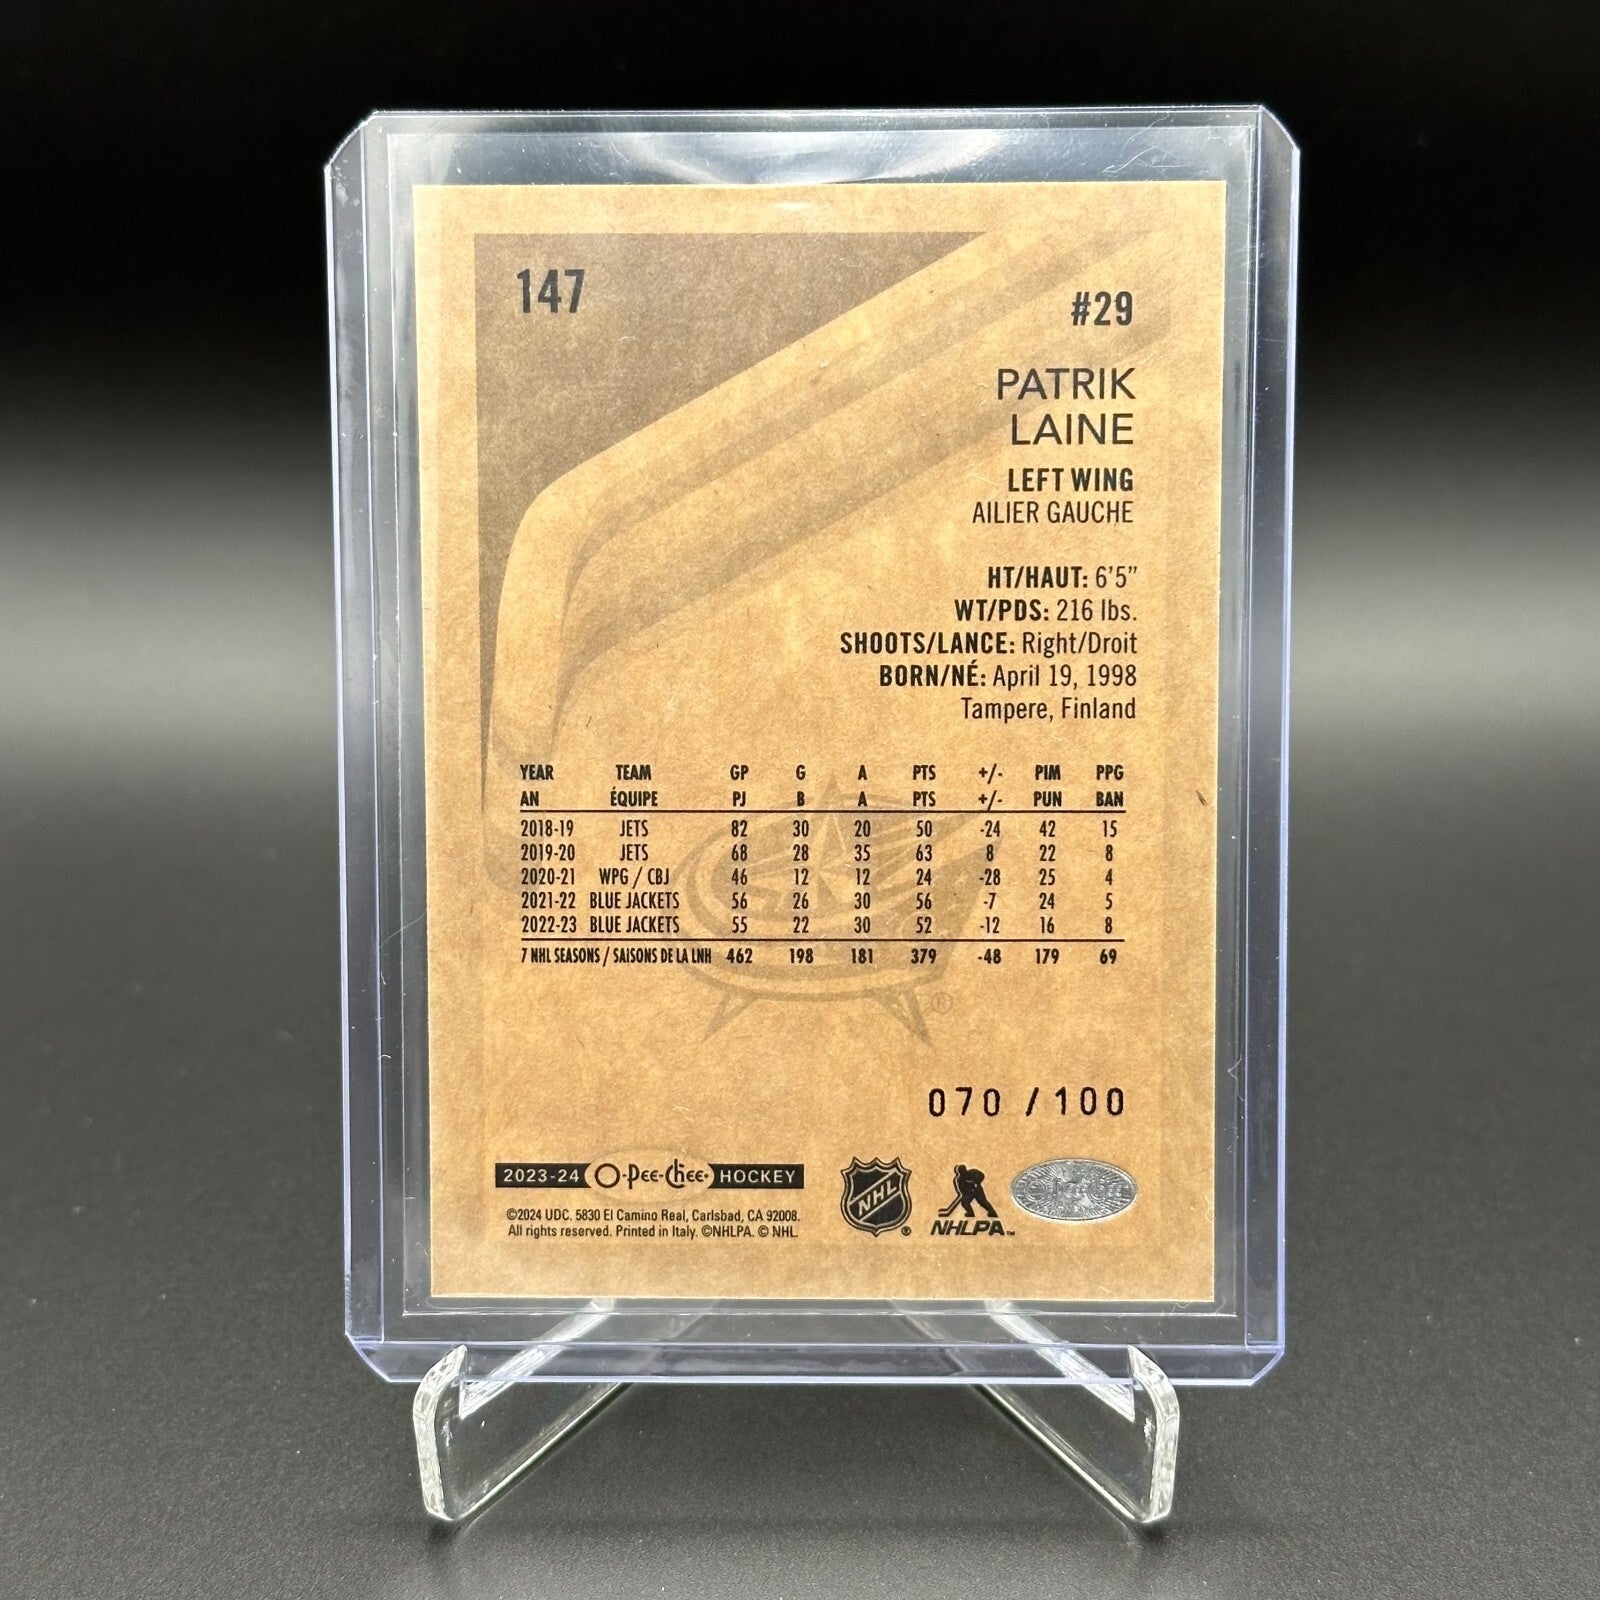 147
#29
PATRIK
LAINE
LEFT WING
AILIER GAUCHE
HT/HAUT: 6'5”
WT/PDS: 216 lbs.
SHOOTS/LANCE: Right/Droit
BORN/NÉ: April 19, 1998
Tampere, Finland
YEAR TEAM GP G A PTS +/- PIM PPG
AN ÉQUIPE PJ B A PTS +/- PUN BAN
2018-19 JETS 82 30 20 50 -24 42 15
2019-20 JETS 68 28 35 63 8 22 8
2020-21 WPG / CBJ 46 12 12 24 -28 25 4
2021-22 BLUE JACKETS 56 26 30 56 -7 24 5
2022-23 BLUE JACKETS 55 22 30 52 -12 16 8
7 NHL SEASONS / SAISONS DE LA LNH 462 198 181 379 -48 179 69
®
070 / 100
2023-24 O-Pee-Chee HOCKEY
©2024 UDC. 5830 El Camino Real, Carlsbad, CA 92008.
All rights reserved. Printed in Italy. ©NHLPA. © NHL.
NHL ®
NHLPA™
O-Pee-Chee